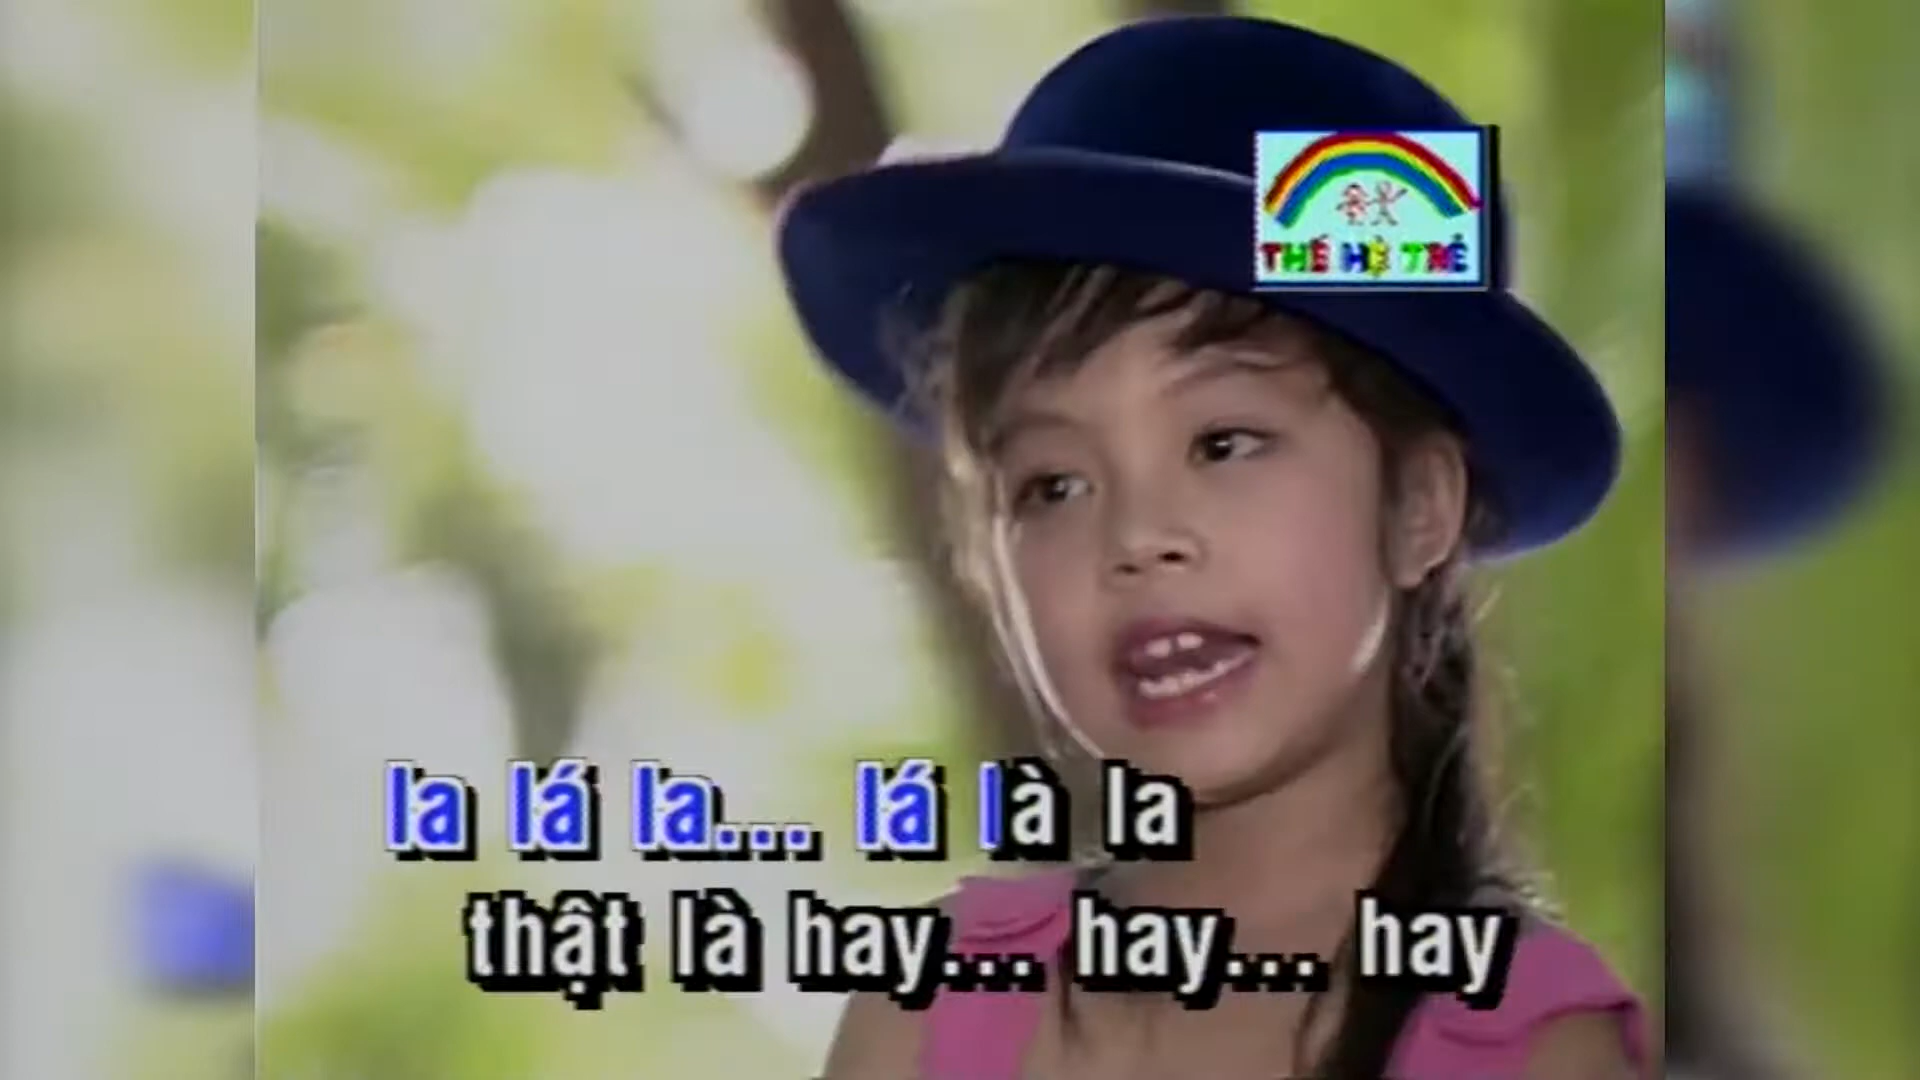 THẾ HỆ TRẺ
la lá la... lá là la
thật là hay... hay... hay